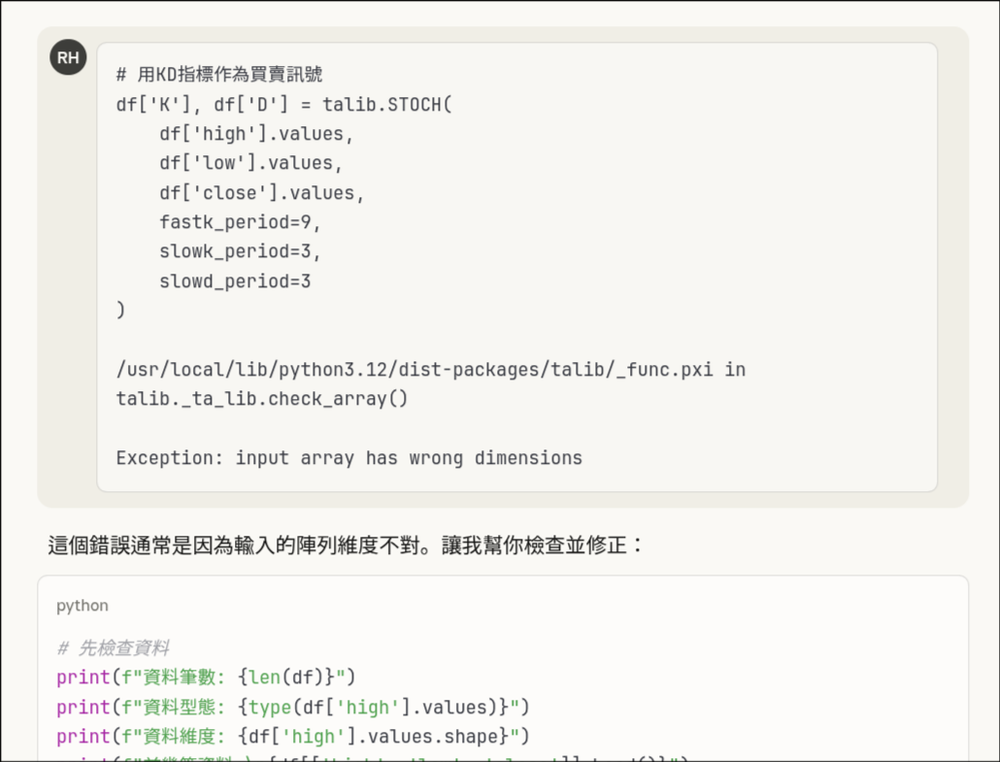 RH
# 用KD指標作為買賣訊號
df['K'], df['D'] = talib.STOCH(
    df['high'].values,
    df['low'].values,
    df['close'].values,
    fastk_period=9,
    slowk_period=3,
    slowd_period=3
)
/usr/local/lib/python3.12/dist-packages/talib/_func.pxi in
talib._ta_lib.check_array()
Exception: input array has wrong dimensions
這個錯誤通常是因為輸入的陣列維度不對。讓我幫你檢查並修正：
python
# 先檢查資料
print(f"資料筆數: {len(df)}")
print(f"資料型態: {type(df['high'].values)}")
print(f"資料維度: {df['high'].values.shape}")